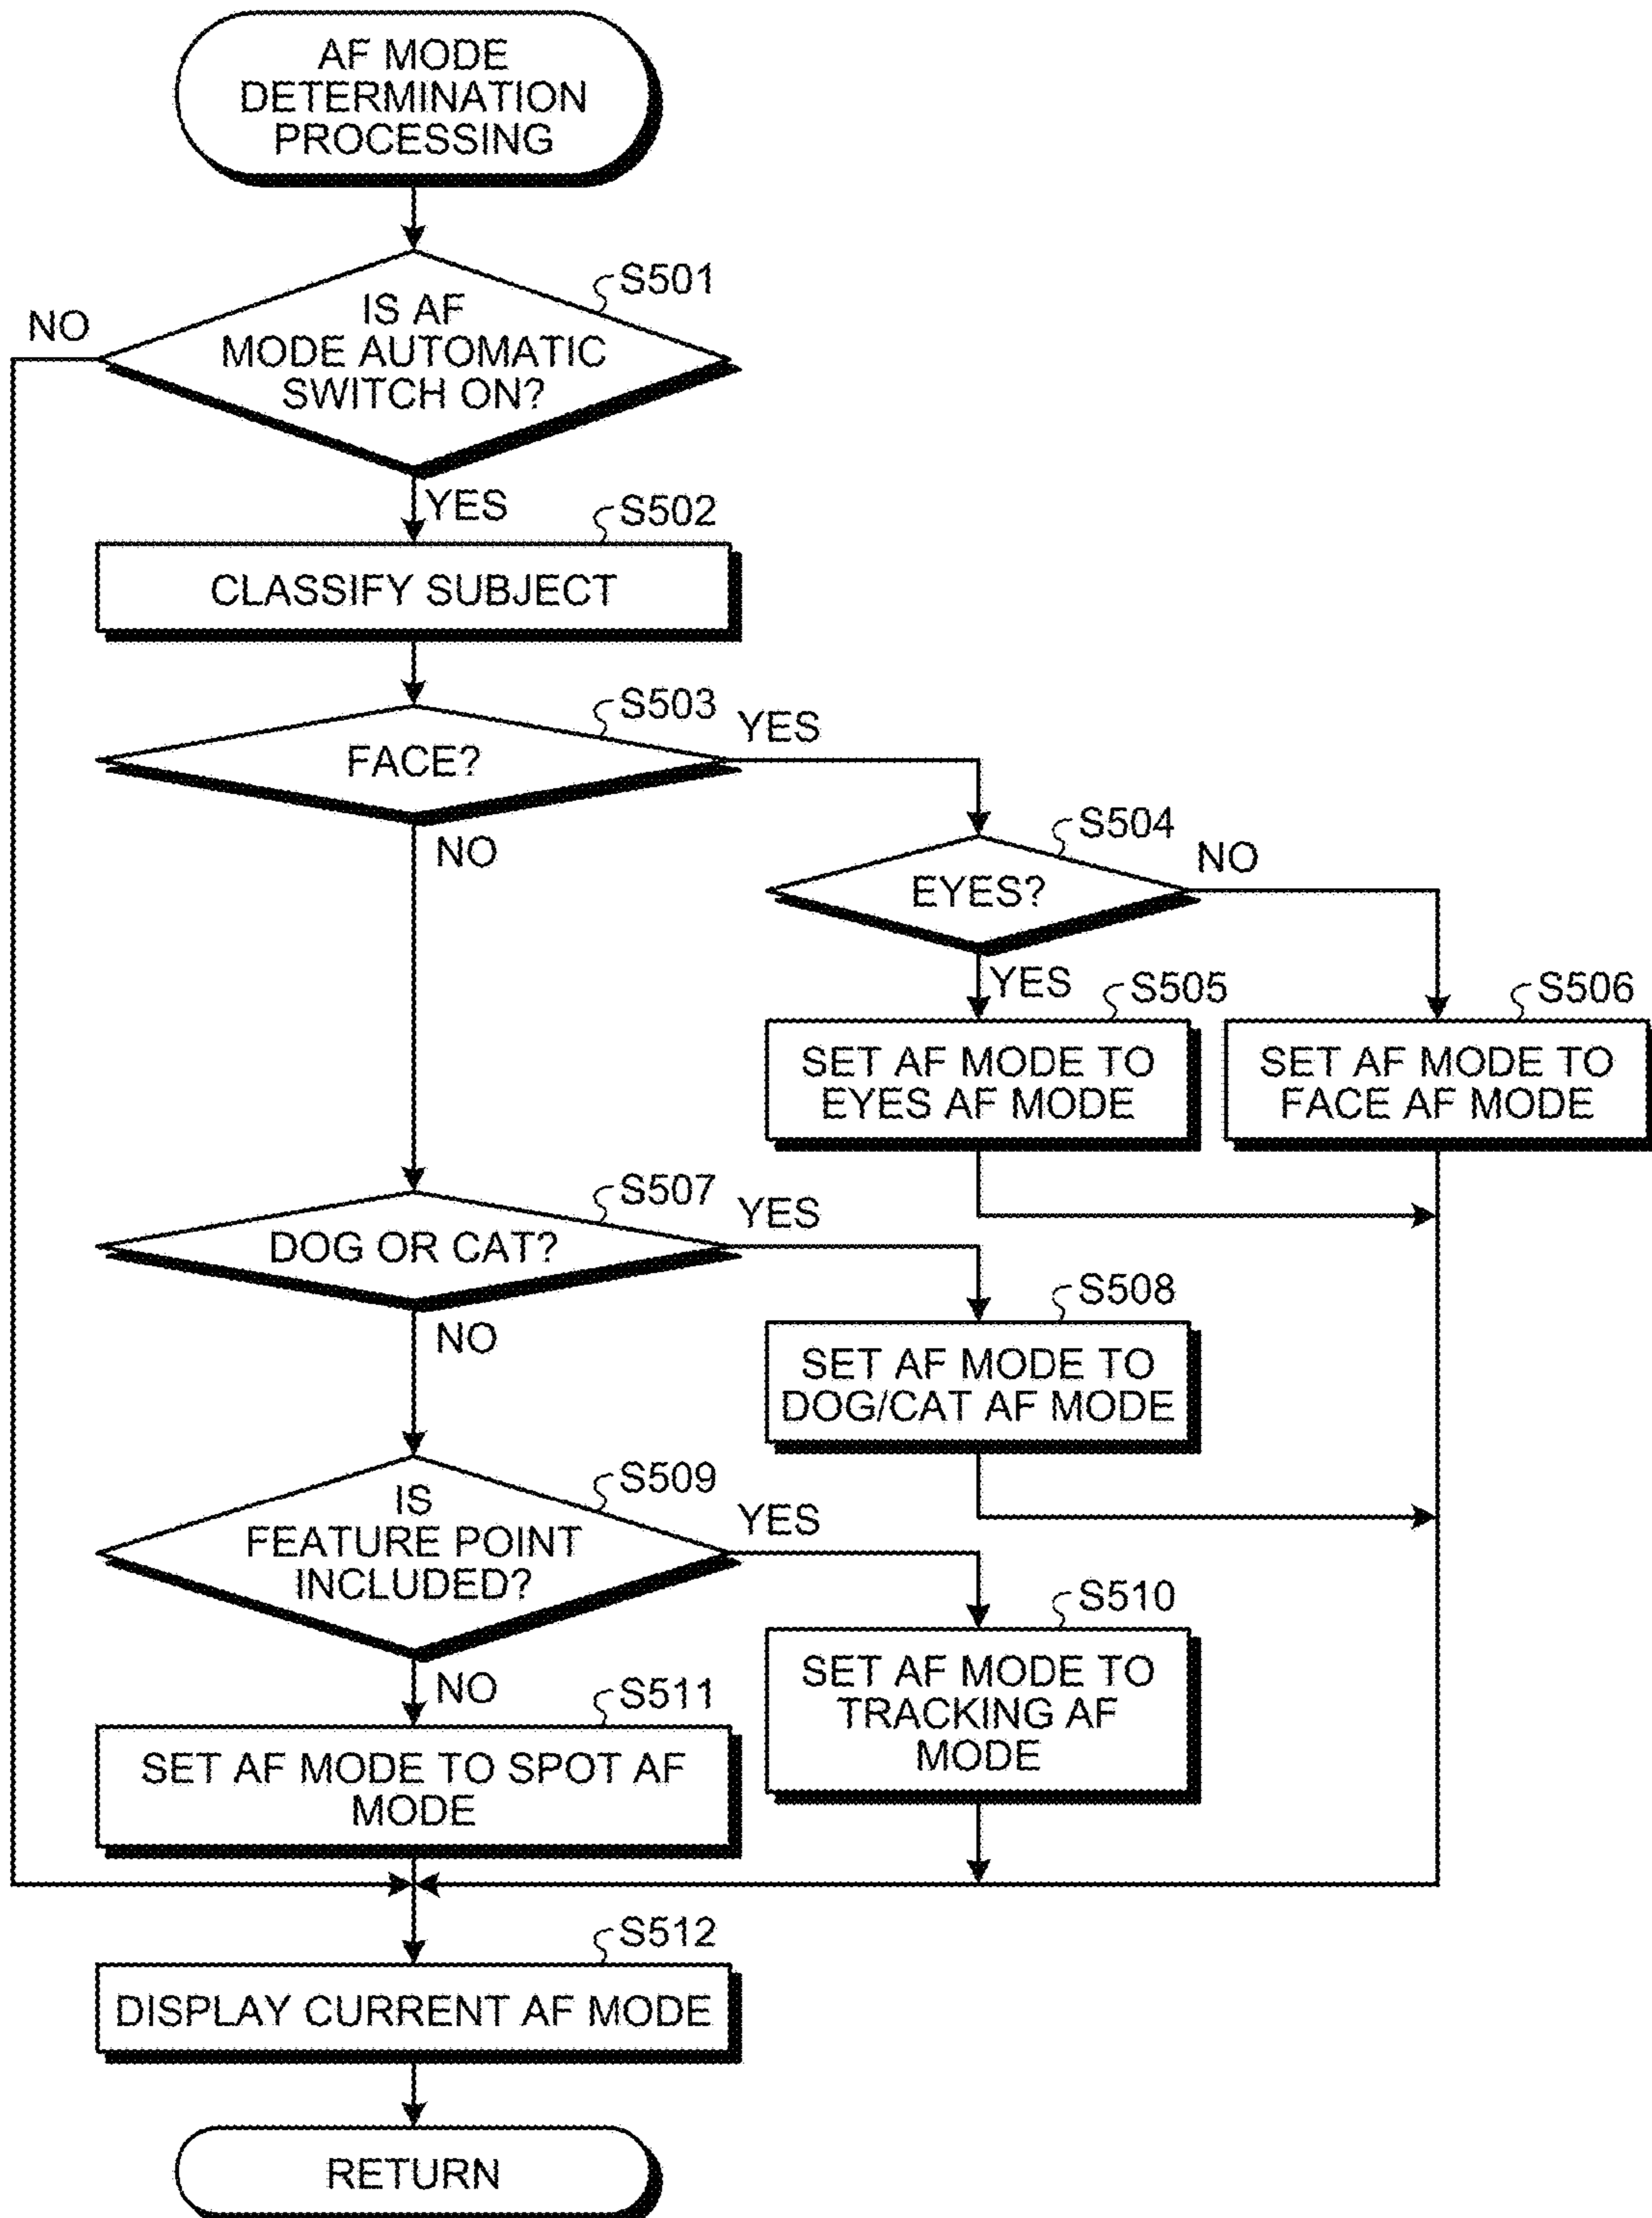 AF MODE
DETERMINATION
PROCESSING
S501
NO
IS AF
MODE AUTOMATIC
SWITCH ON?
YES
S502
CLASSIFY SUBJECT
S503
YES
FACE?
NO
S504
NO
EYES?
YES
S505
SET AF MODE TO
EYES AF MODE
S506
SET AF MODE TO
FACE AF MODE
S507
YES
DOG OR CAT?
NO
S508
SET AF MODE TO
DOG/CAT AF MODE
S509
YES
IS
FEATURE POINT
INCLUDED?
NO
S510
SET AF MODE TO
TRACKING AF
MODE
S511
SET AF MODE TO SPOT AF
MODE
S512
DISPLAY CURRENT AF MODE
RETURN